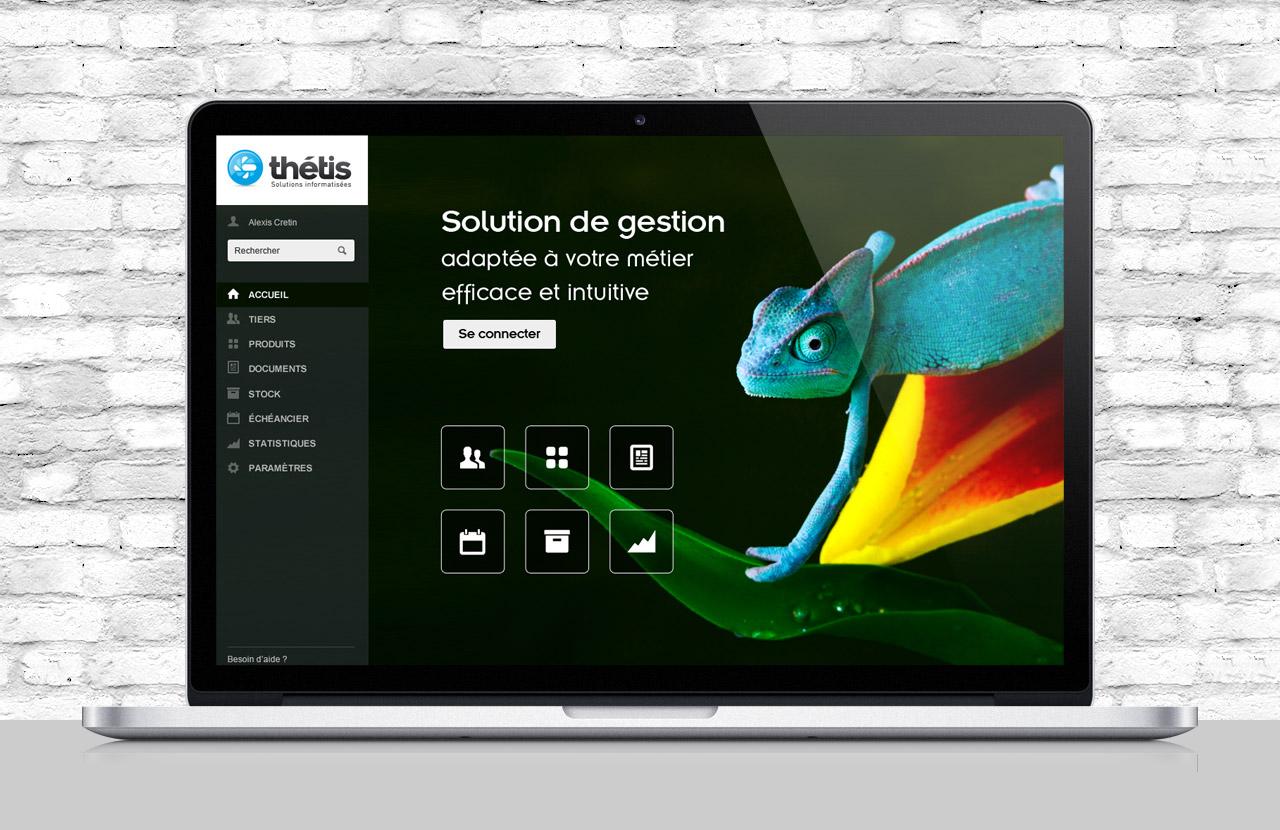 thétis
Solutions informatisées
Alexis Cretin
Rechercher
ACCUEIL
TIERS
PRODUITS
DOCUMENTS
STOCK
ÉCHÉANCIER
STATISTIQUES
PARAMÈTRES
Besoin d'aide ?
Solution de gestion
adaptée à votre métier
efficace et intuitive
Se connecter